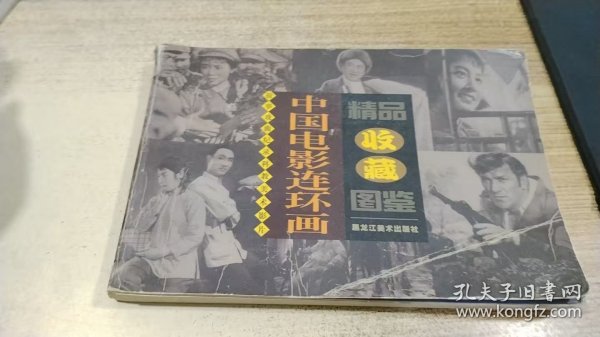 中国电影连环画
精品
收藏
图鉴
黑龙江美术出版社
孔夫子旧书网
www.kongfz.com